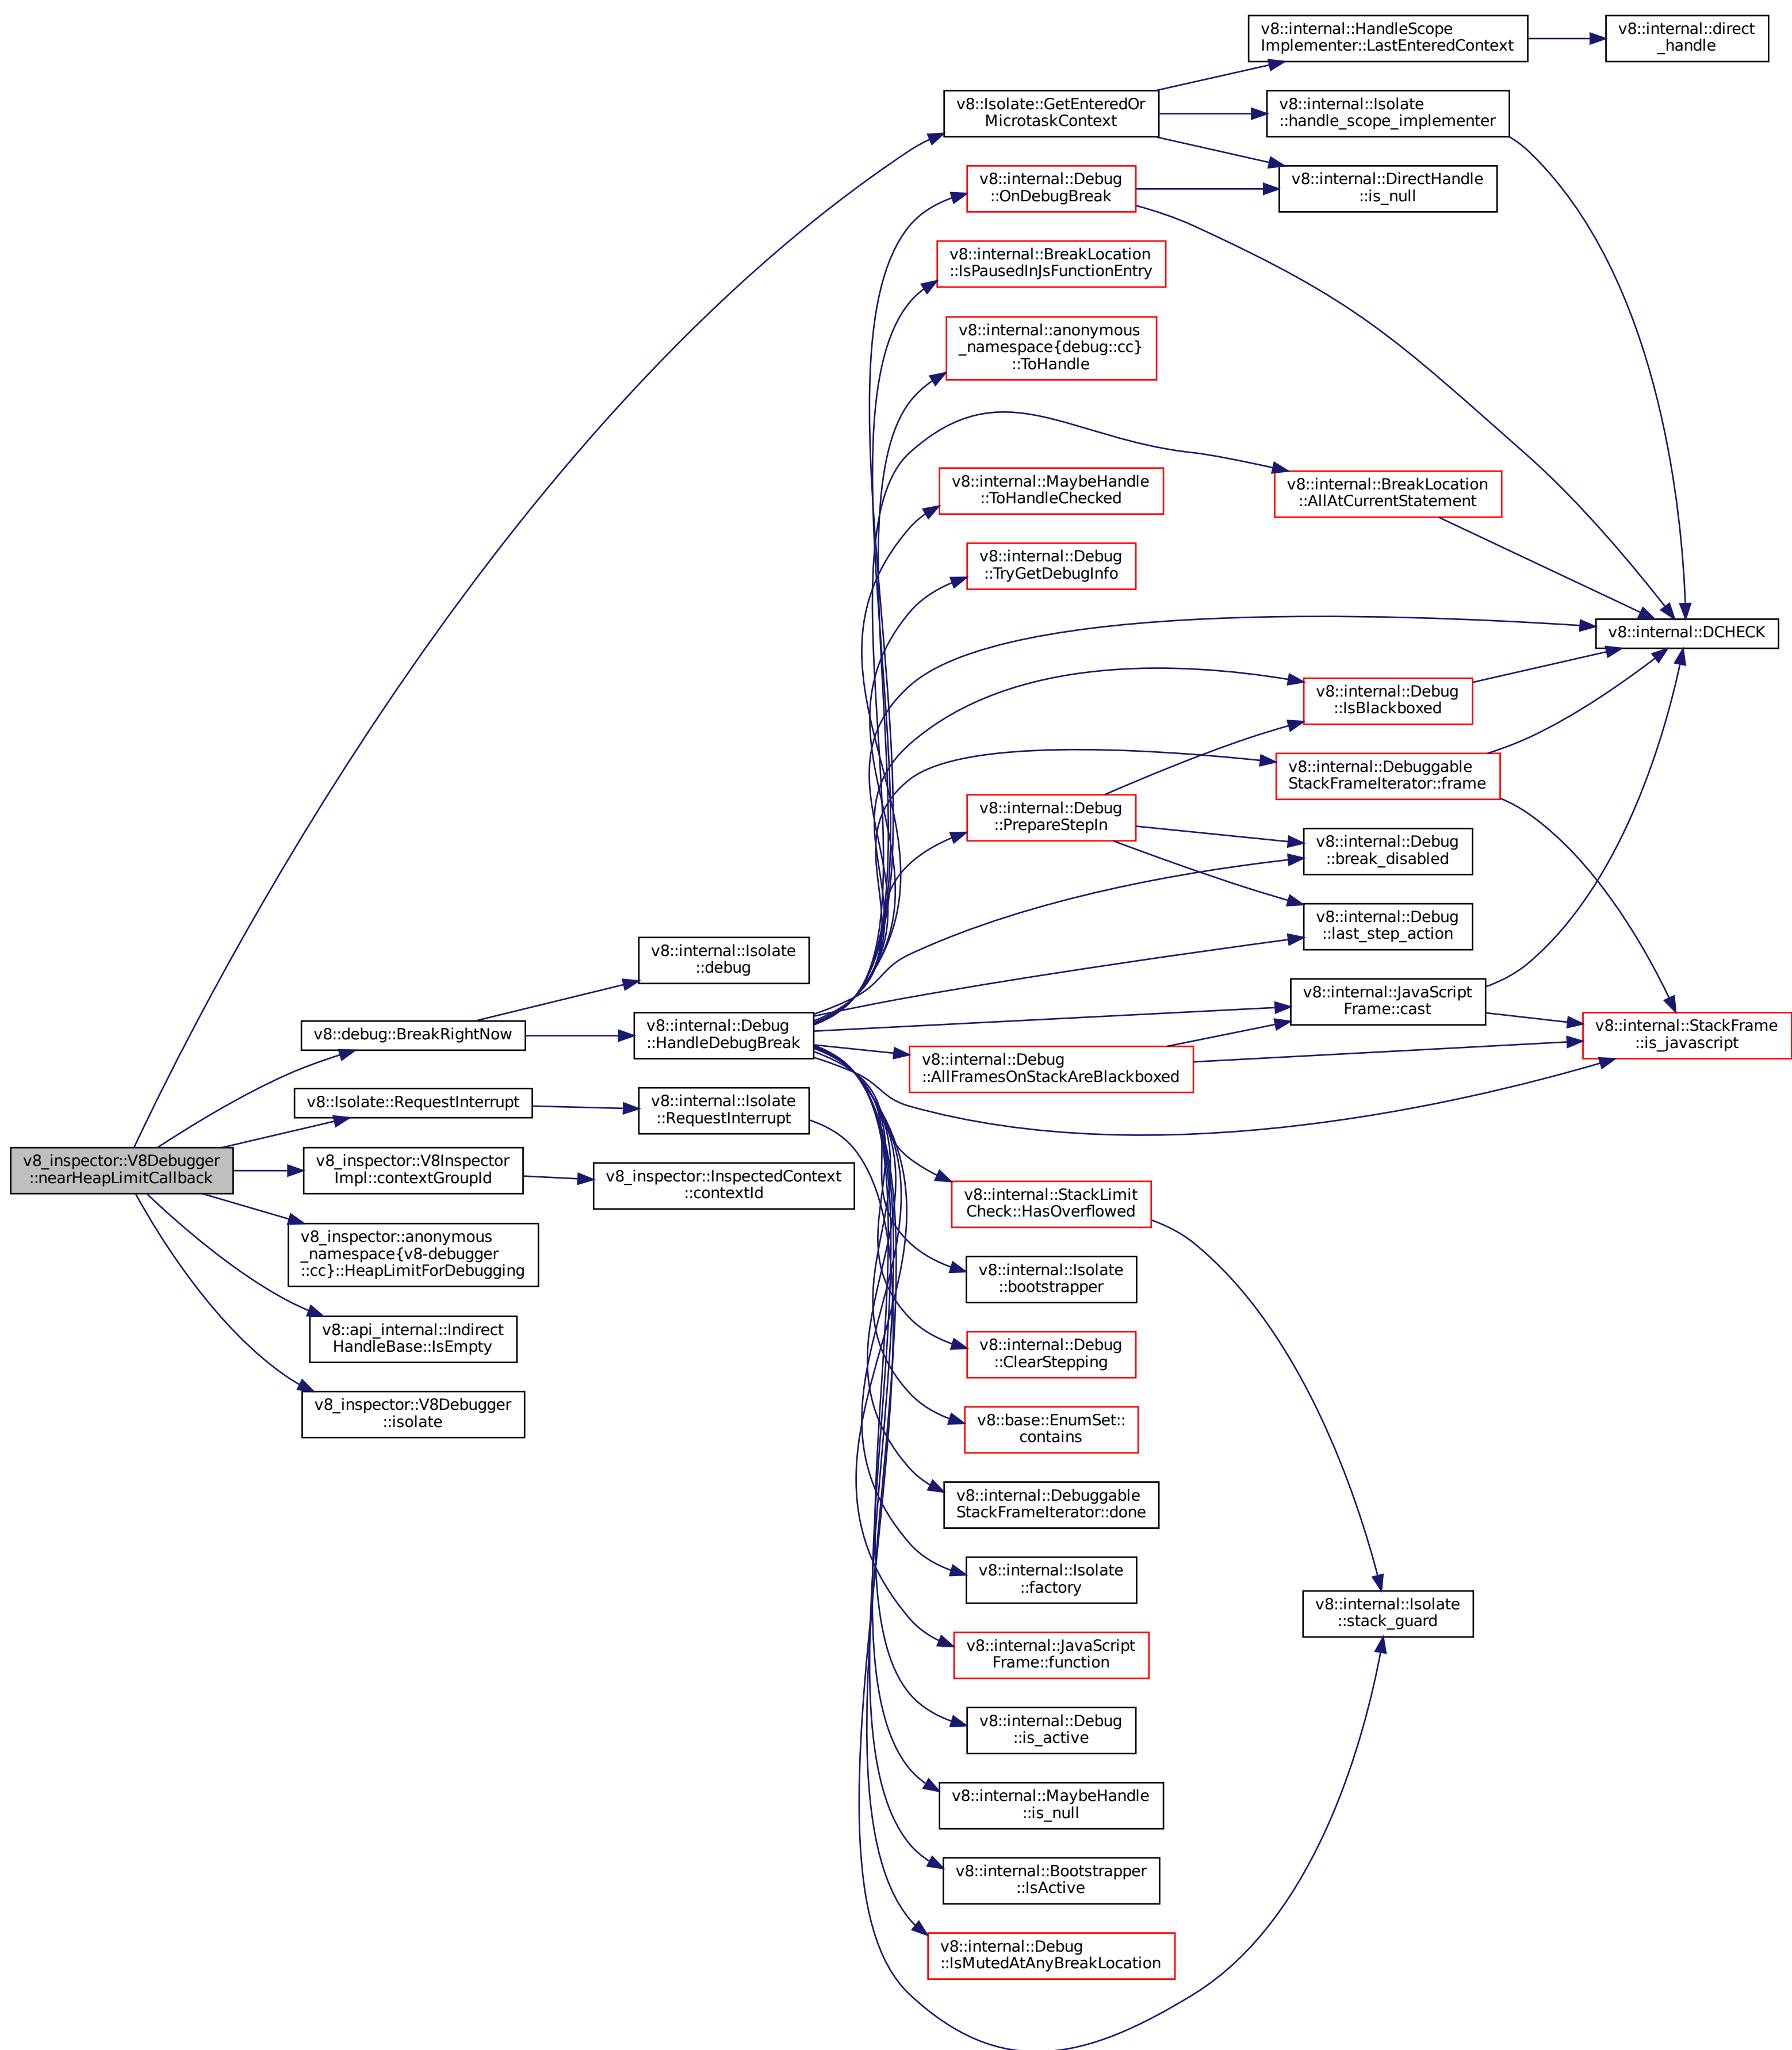 v8::internal::HandleScope
Implementer::LastEnteredContext
v8::internal::direct
_handle
v8::Isolate::GetEnteredOr
MicrotaskContext
v8::internal::Isolate
::handle_scope_implementer
v8::internal::Debug
::OnDebugBreak
v8::internal::DirectHandle
::is_null
v8::internal::BreakLocation
::IsPausedInJsFunctionEntry
v8::internal::anonymous
_namespace{debug::cc}
::ToHandle
v8::internal::MaybeHandle
::ToHandleChecked
v8::internal::BreakLocation
::AllAtCurrentStatement
v8::internal::Debug
::TryGetDebugInfo
v8::internal::DCHECK
v8::internal::Debug
::IsBlackboxed
v8::internal::Debuggable
StackFrameIterator::frame
v8::internal::Debug
::PrepareStepIn
v8::internal::Debug
::break_disabled
v8::internal::Debug
::last_step_action
v8::internal::Isolate
::debug
v8::internal::JavaScript
Frame::cast
v8::debug::BreakRightNow
v8::internal::Debug
::HandleDebugBreak
v8::internal::StackFrame
::is_javascript
v8::internal::Debug
::AllFramesOnStackAreBlackboxed
v8::Isolate::RequestInterrupt
v8::internal::Isolate
::RequestInterrupt
v8_inspector::V8Debugger
::nearHeapLimitCallback
v8_inspector::V8Inspector
Impl::contextGroupId
v8_inspector::InspectedContext
::contextId
v8::internal::StackLimit
Check::HasOverflowed
v8_inspector::anonymous
_namespace{v8-debugger
::cc}::HeapLimitForDebugging
v8::internal::Isolate
::bootstrapper
v8::api_internal::Indirect
HandleBase::IsEmpty
v8::internal::Debug
::ClearStepping
v8_inspector::V8Debugger
::isolate
v8::base::EnumSet::
contains
v8::internal::Debuggable
StackFrameIterator::done
v8::internal::Isolate
::factory
v8::internal::Isolate
::stack_guard
v8::internal::JavaScript
Frame::function
v8::internal::Debug
::is_active
v8::internal::MaybeHandle
::is_null
v8::internal::Bootstrapper
::IsActive
v8::internal::Debug
::IsMutedAtAnyBreakLocation